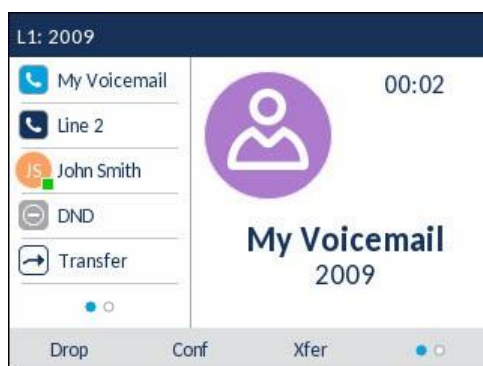 L1: 2009
My Voicemail
Line 2
JS John Smith
DND
Transfer
00:02
My Voicemail
2009
Drop Conf Xfer